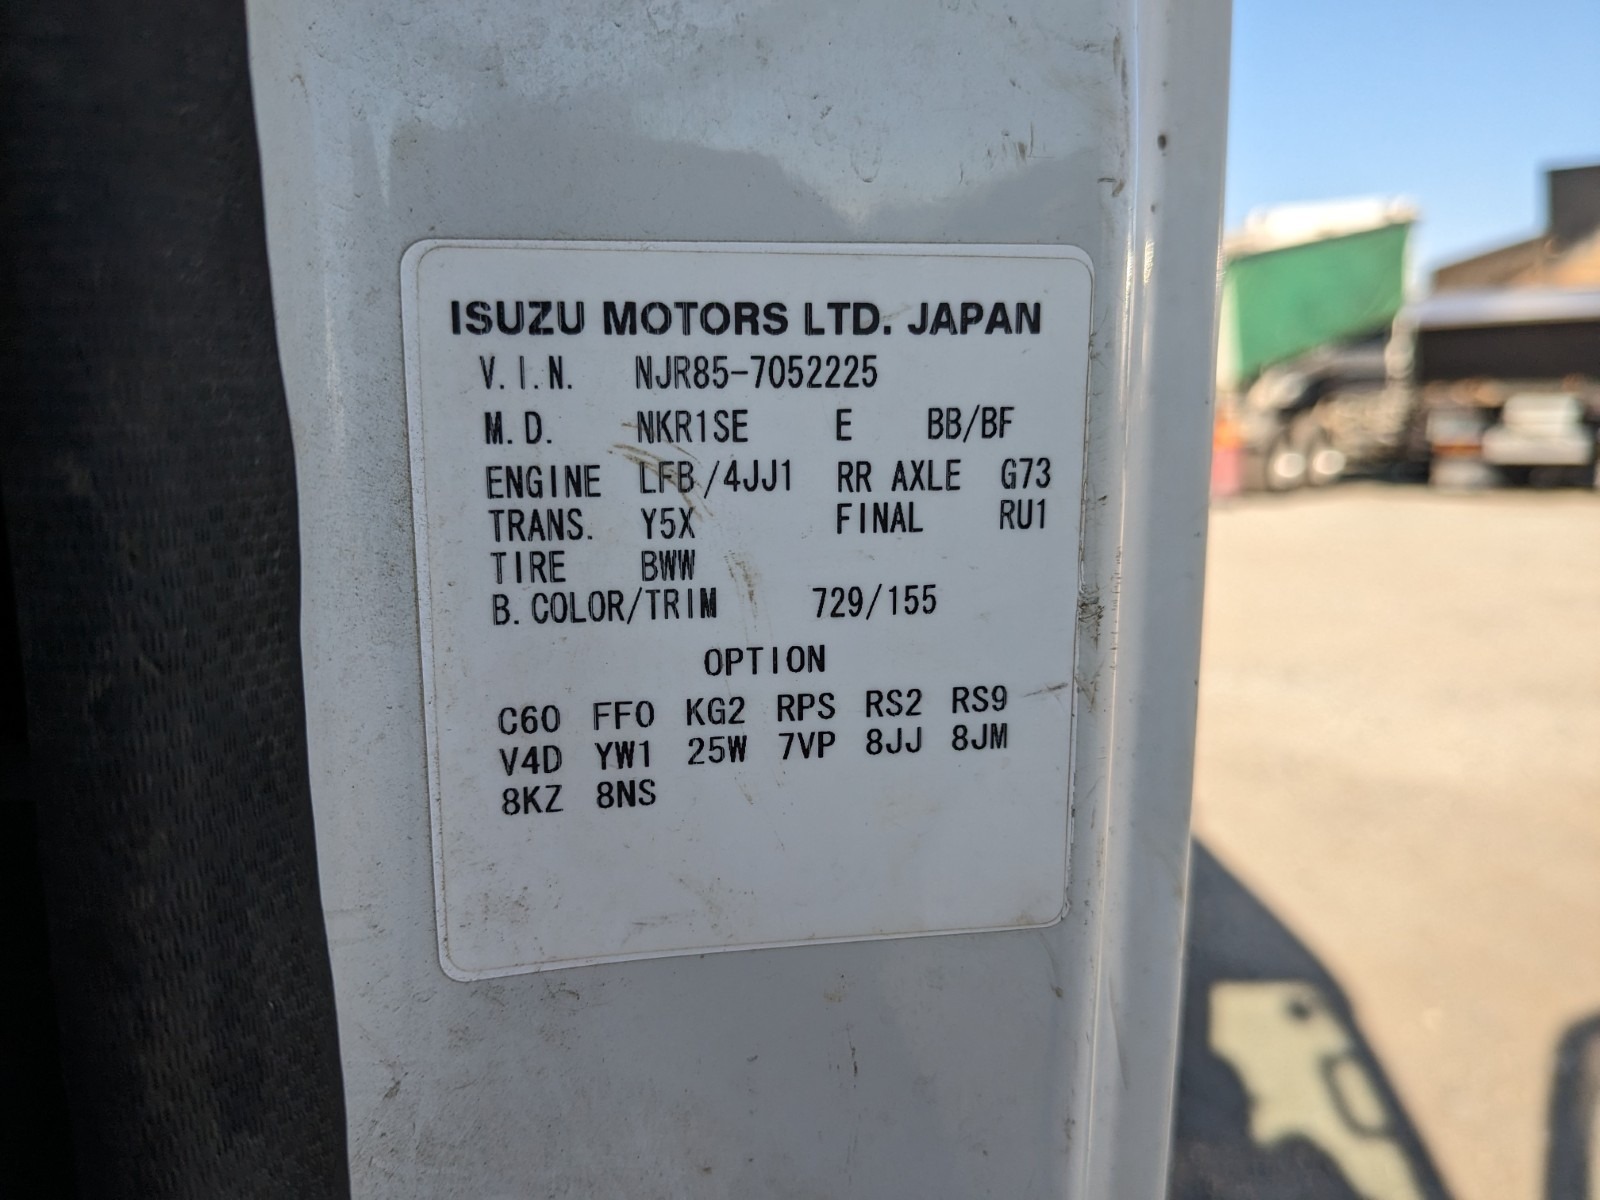 ISUZU MOTORS LTD. JAPAN
V.I.N. NJR85-7052225
M.D. NKR1SE E BB/BF
ENGINE LFB/4JJ1 RR AXLE G73
TRANS. Y5X FINAL RU1
TIRE BWW
B.COLOR/TRIM 729/155
OPTION
C60 FF0 KG2 RPS RS2 RS9
V4D YW1 25W 7VP 8JJ 8JM
8KZ 8NS